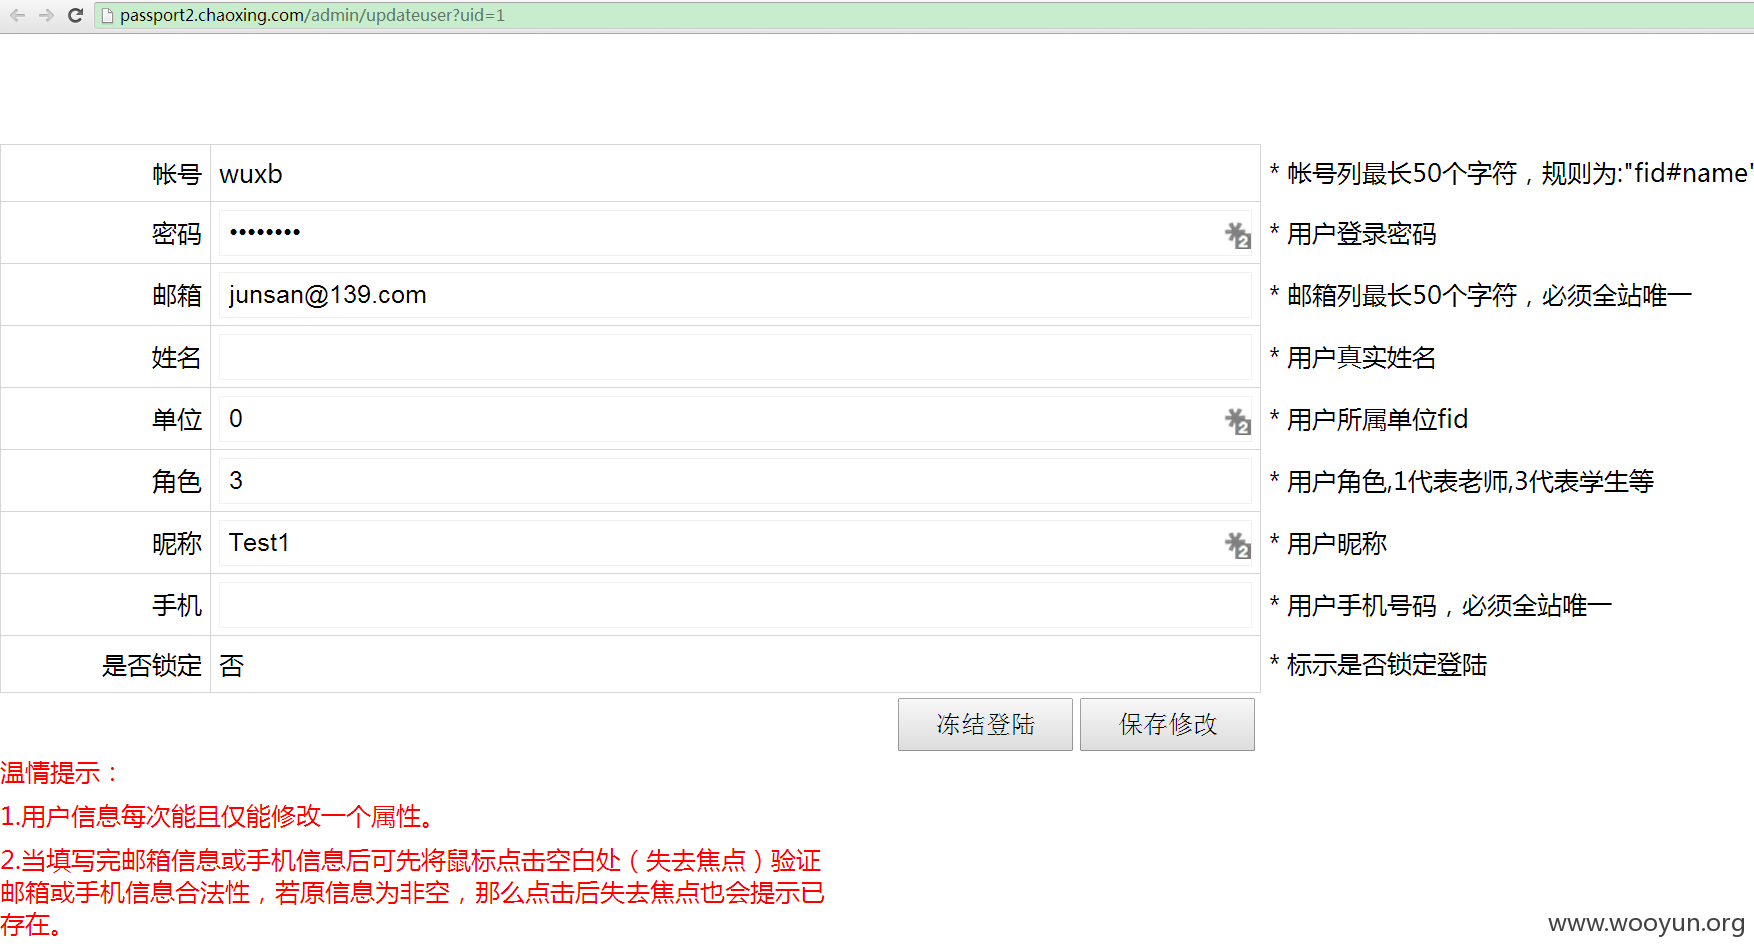 passport2.chaoxing.com/admin/updateuser?uid=1
帐号 wuxb * 帐号列最长50个字符，规则为:"fid#name"
密码 •••••••• * 用户登录密码
邮箱 junsan@139.com * 邮箱列最长50个字符，必须全站唯一
姓名 * 用户真实姓名
单位 0 * 用户所属单位fid
角色 3 * 用户角色,1代表老师,3代表学生等
昵称 Test1 * 用户昵称
手机 * 用户手机号码，必须全站唯一
是否锁定 否 * 标示是否锁定登陆
冻结登陆 保存修改
温情提示：
1.用户信息每次能且仅能修改一个属性。
2.当填写完邮箱信息或手机信息后可先将鼠标点击空白处（失去焦点）验证
邮箱或手机信息合法性，若原信息为非空，那么点击后失去焦点也会提示已
存在。
www.wooyun.org